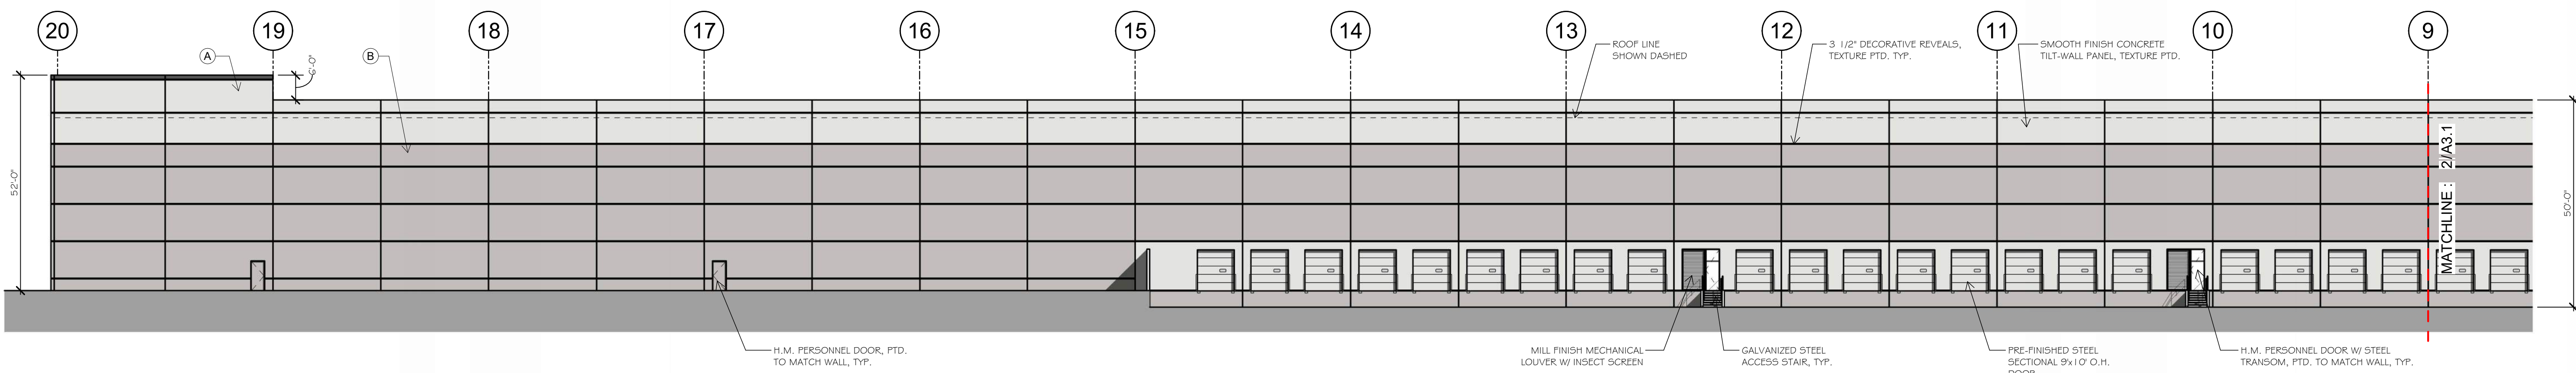 20
19
18
17
16
15
14
13
12
11
10
9
A
6'-0"
B
ROOF LINE
SHOWN DASHED
3 1/2" DECORATIVE REVEALS,
TEXTURE PTD. TYP.
SMOOTH FINISH CONCRETE
TILT-WALL PANEL, TEXTURE PTD.
52'-0"
50'-0"
MATCHLINE : 2/A3.1
H.M. PERSONNEL DOOR, PTD.
TO MATCH WALL, TYP.
MILL FINISH MECHANICAL
LOUVER W/ INSECT SCREEN
GALVANIZED STEEL
ACCESS STAIR, TYP.
PRE-FINISHED STEEL
SECTIONAL 9'x10' O.H.
DOOR
H.M. PERSONNEL DOOR W/ STEEL
TRANSOM, PTD. TO MATCH WALL, TYP.